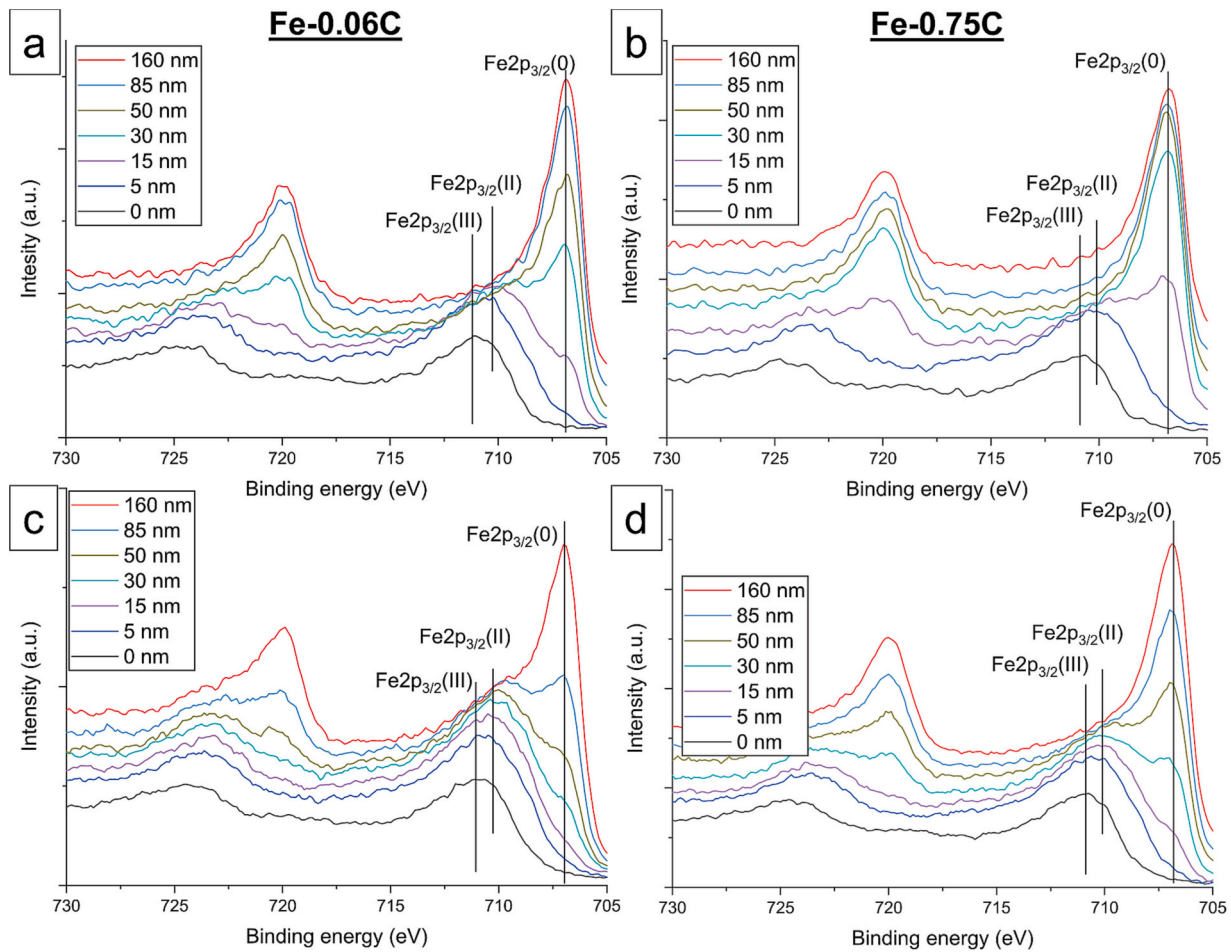 Fe-0.06C
Fe-0.75C
a
160 nm
85 nm
50 nm
30 nm
15 nm
5 nm
0 nm
Fe2p3/2(0)
Fe2p3/2(II)
Fe2p3/2(III)
Intesity (a.u.)
730 725 720 715 710 705
Binding energy (eV)
b
160 nm
85 nm
50 nm
30 nm
15 nm
5 nm
0 nm
Fe2p3/2(0)
Fe2p3/2(II)
Fe2p3/2(III)
Intensity (a.u.)
730 725 720 715 710 705
Binding energy (eV)
c
160 nm
85 nm
50 nm
30 nm
15 nm
5 nm
0 nm
Fe2p3/2(0)
Fe2p3/2(II)
Fe2p3/2(III)
Intensity (a.u.)
730 725 720 715 710 705
Binding energy (eV)
d
160 nm
85 nm
50 nm
30 nm
15 nm
5 nm
0 nm
Fe2p3/2(0)
Fe2p3/2(II)
Fe2p3/2(III)
Intensity (a.u.)
730 725 720 715 710 705
Binding energy (eV)